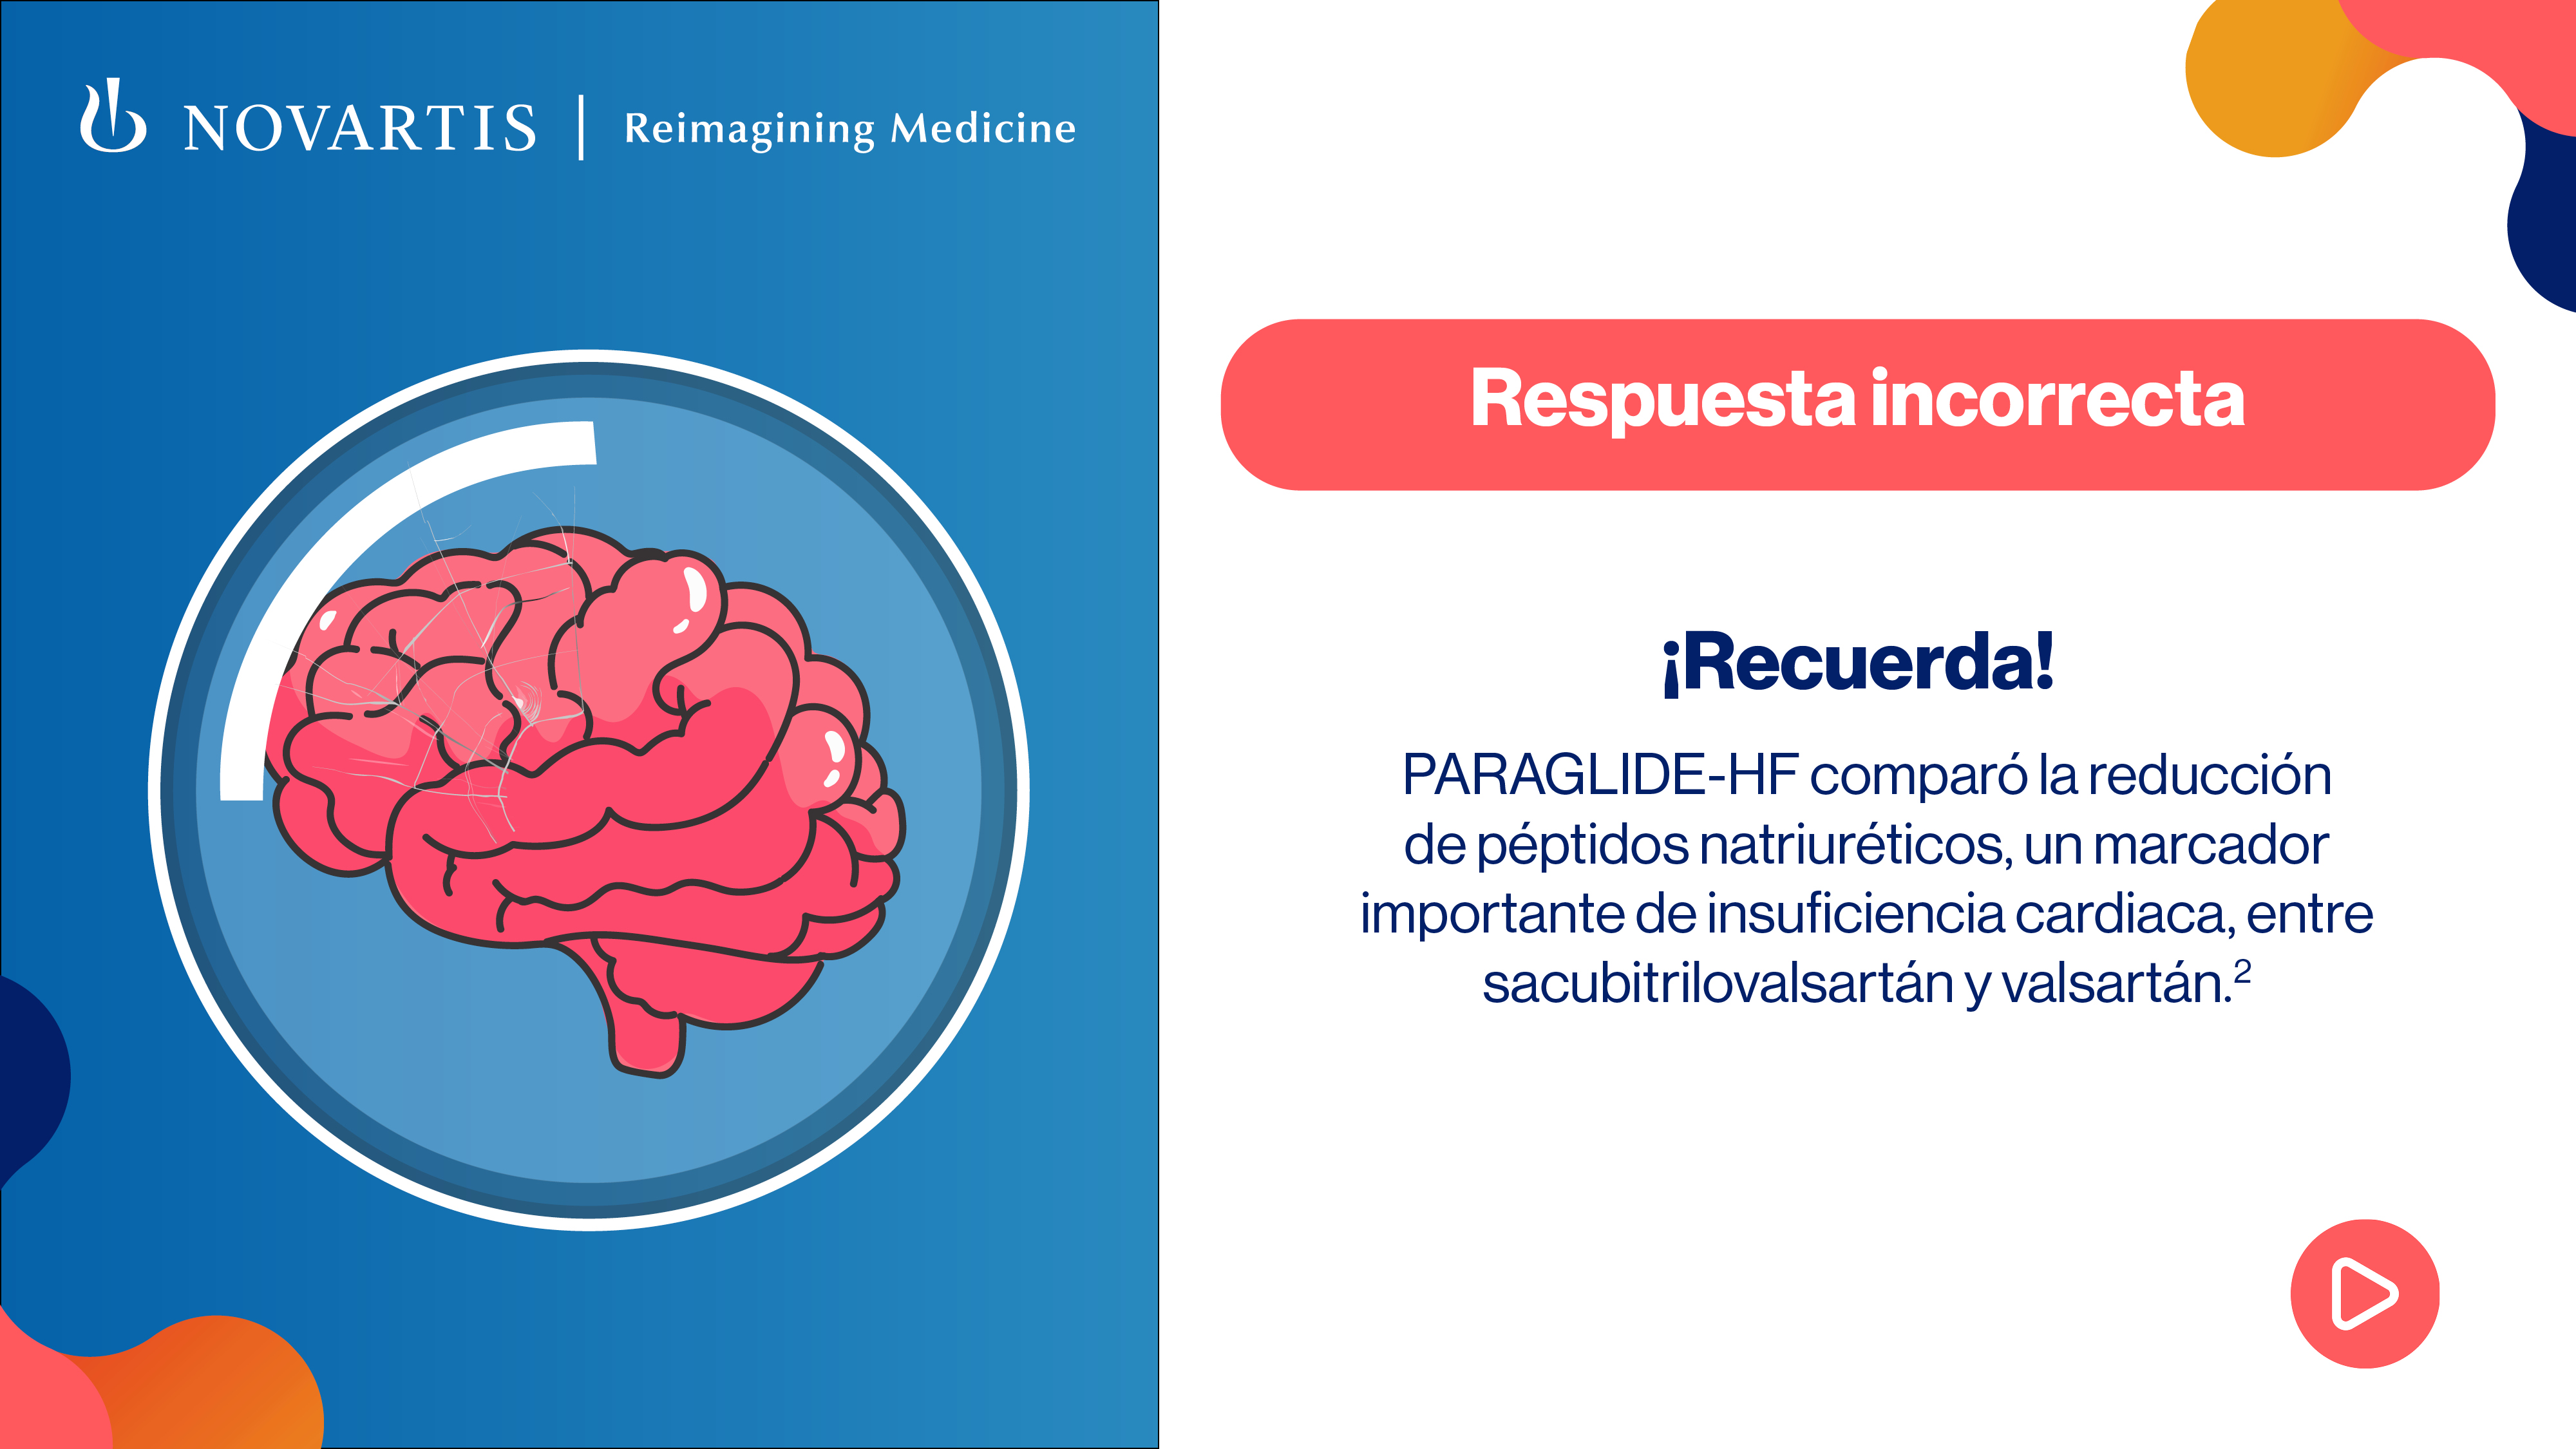 NOVARTIS | Reimagining Medicine
Respuesta incorrecta
¡Recuerda!
PARAGLIDE-HF comparó la reducción
de péptidos natriuréticos, un marcador
importante de insuficiencia cardiaca, entre
sacubitrilovalsartán y valsartán.²